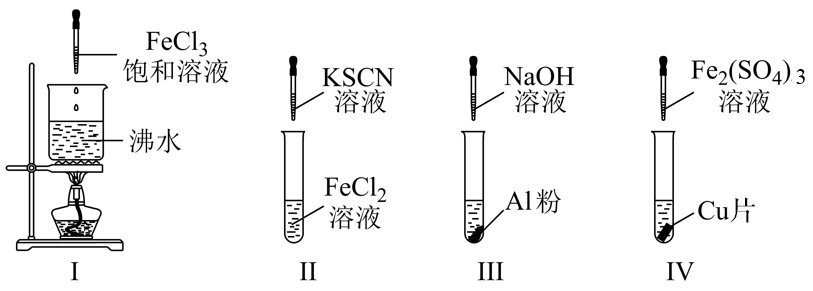 FeCl₃
饱和溶液
沸水
I
KSCN
溶液
FeCl₂
溶液
II
NaOH
溶液
Al粉
III
Fe₂(SO₄)₃
溶液
Cu片
IV